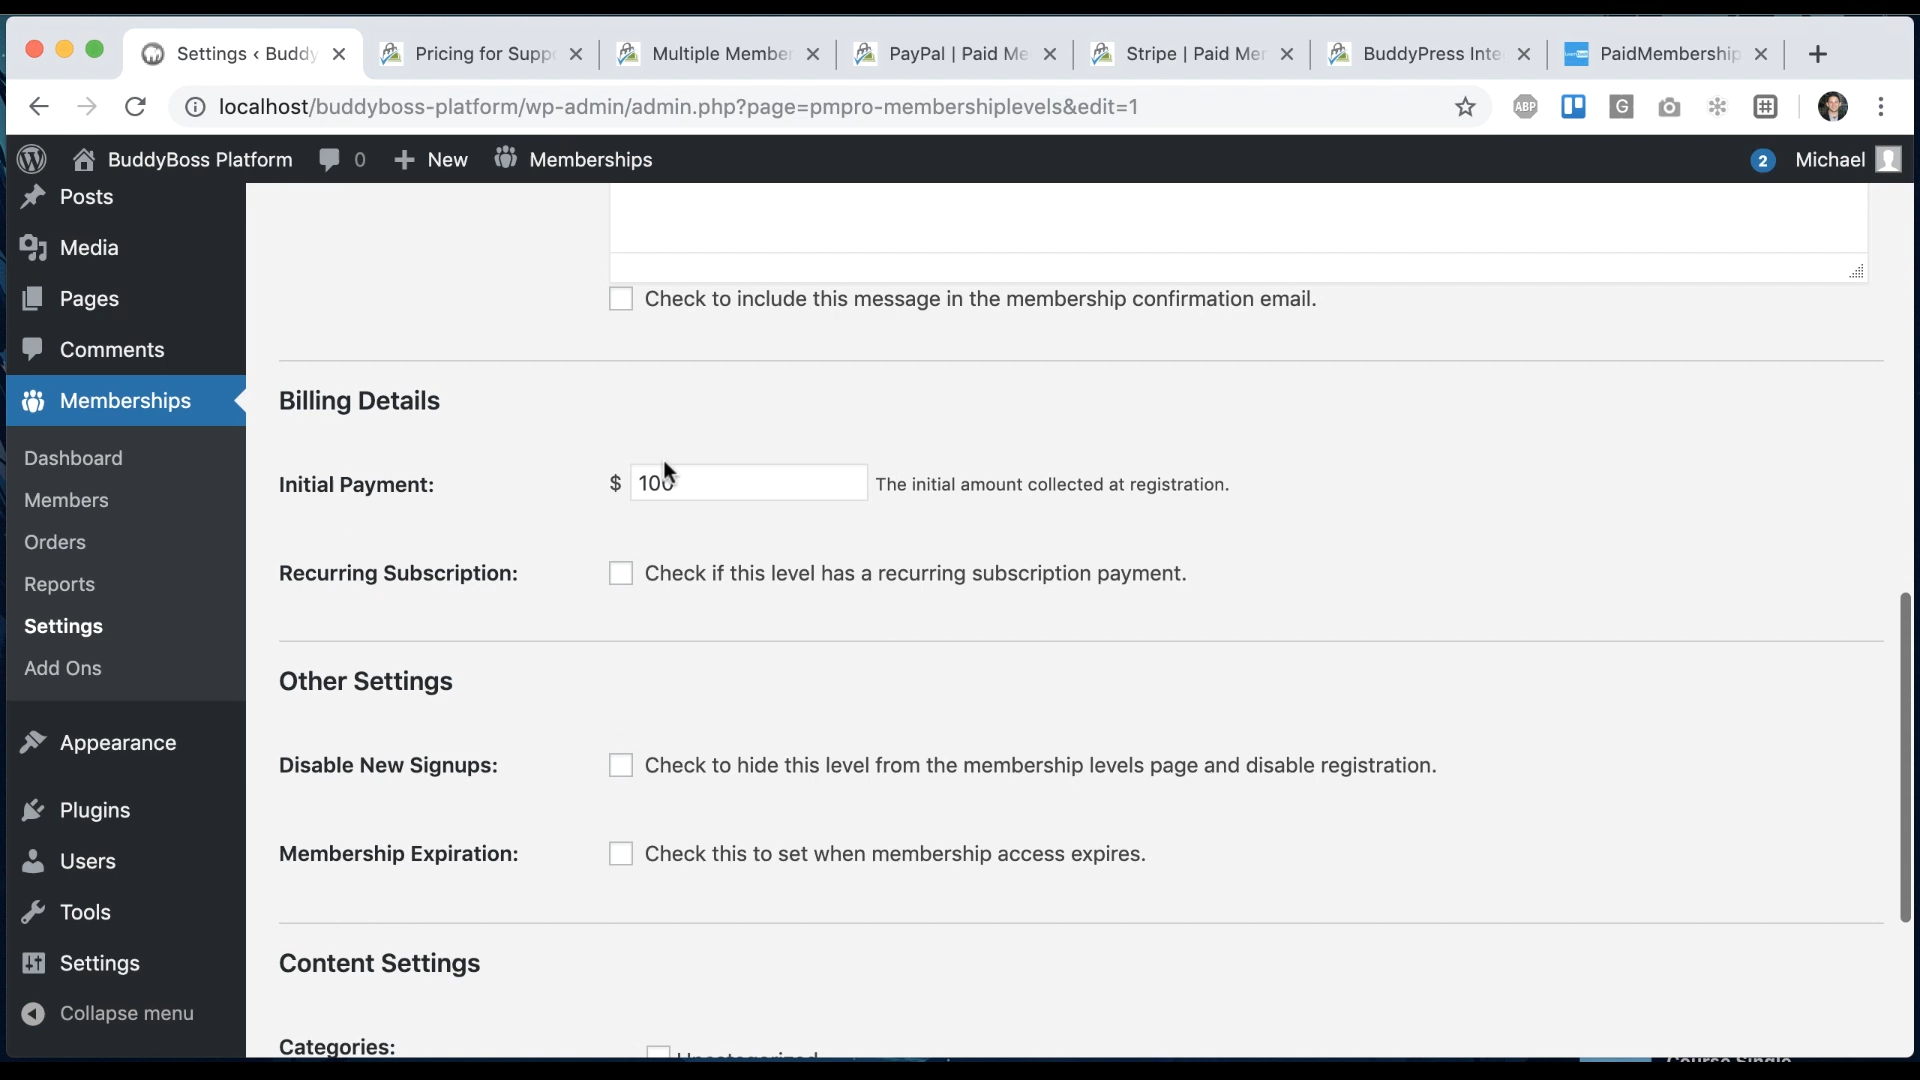 Settings ‹ Buddy
Pricing for Supp
Multiple Member
PayPal | Paid Me
Stripe | Paid Mer
BuddyPress Inte
PaidMembership
localhost/buddyboss-platform/wp-admin/admin.php?page=pmpro-membershiplevels&edit=1
ABP
G
BuddyBoss Platform
0
New
Memberships
2
Michael
Posts
Media
Pages
Comments
Memberships
Dashboard
Members
Orders
Reports
Settings
Add Ons
Appearance
Plugins
Users
Tools
Settings
Collapse menu
Check to include this message in the membership confirmation email.
Billing Details
Initial Payment:
$ 100
The initial amount collected at registration.
Recurring Subscription:
Check if this level has a recurring subscription payment.
Other Settings
Disable New Signups:
Check to hide this level from the membership levels page and disable registration.
Membership Expiration:
Check this to set when membership access expires.
Content Settings
Categories:
Uncategorized
Course Single